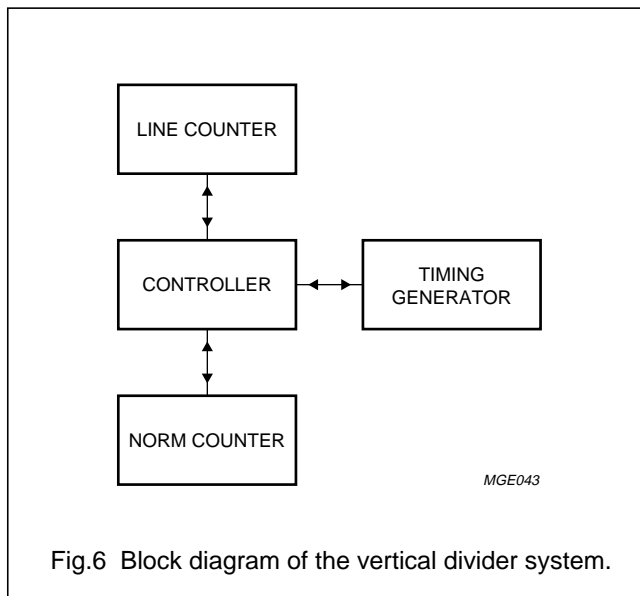 LINE COUNTER
CONTROLLER
TIMING
GENERATOR
NORM COUNTER
MGE043
Fig.6 Block diagram of the vertical divider system.